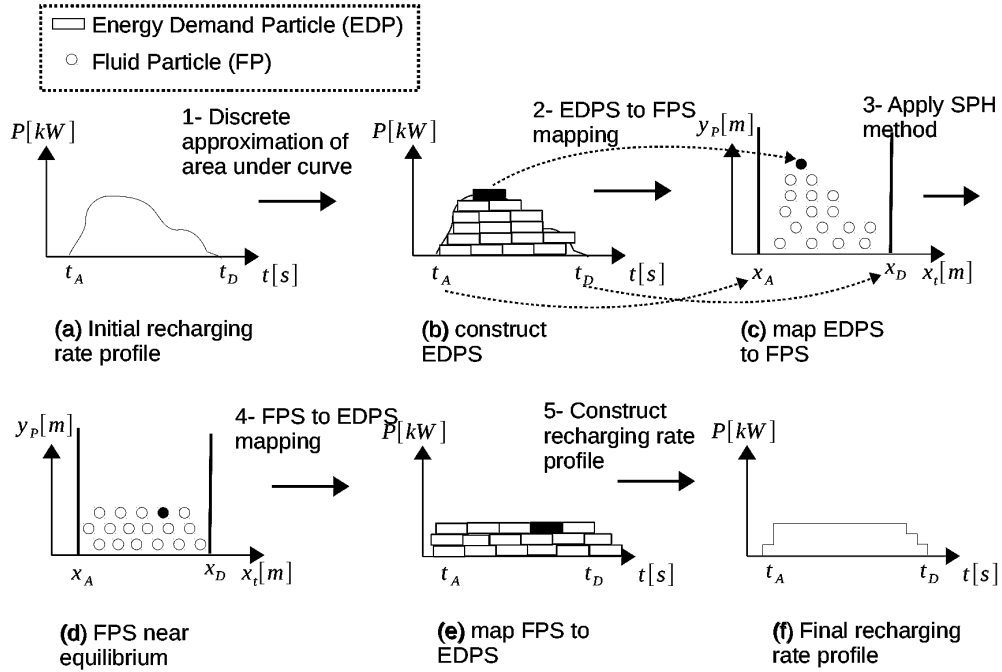 Energy Demand Particle (EDP)
Fluid Particle (FP)
1- Discrete
approximation of
area under curve
2- EDPS to FPS
mapping
3- Apply SPH
method
P[kW]
t_A
t_D
t[s]
P[kW]
t_A
t_D
t[s]
y_P[m]
x_A
x_D
x_t[m]
(a) Initial recharging
rate profile
(b) construct
EDPS
(c) map EDPS
to FPS
4- FPS to EDPS
mapping
5- Construct
recharging rate
profile
y_P[m]
x_A
x_D
x_t[m]
P[kW]
t_A
t_D
t[s]
P[kW]
t_A
t_D
t[s]
(d) FPS near
equilibrium
(e) map FPS to
EDPS
(f) Final recharging
rate profile